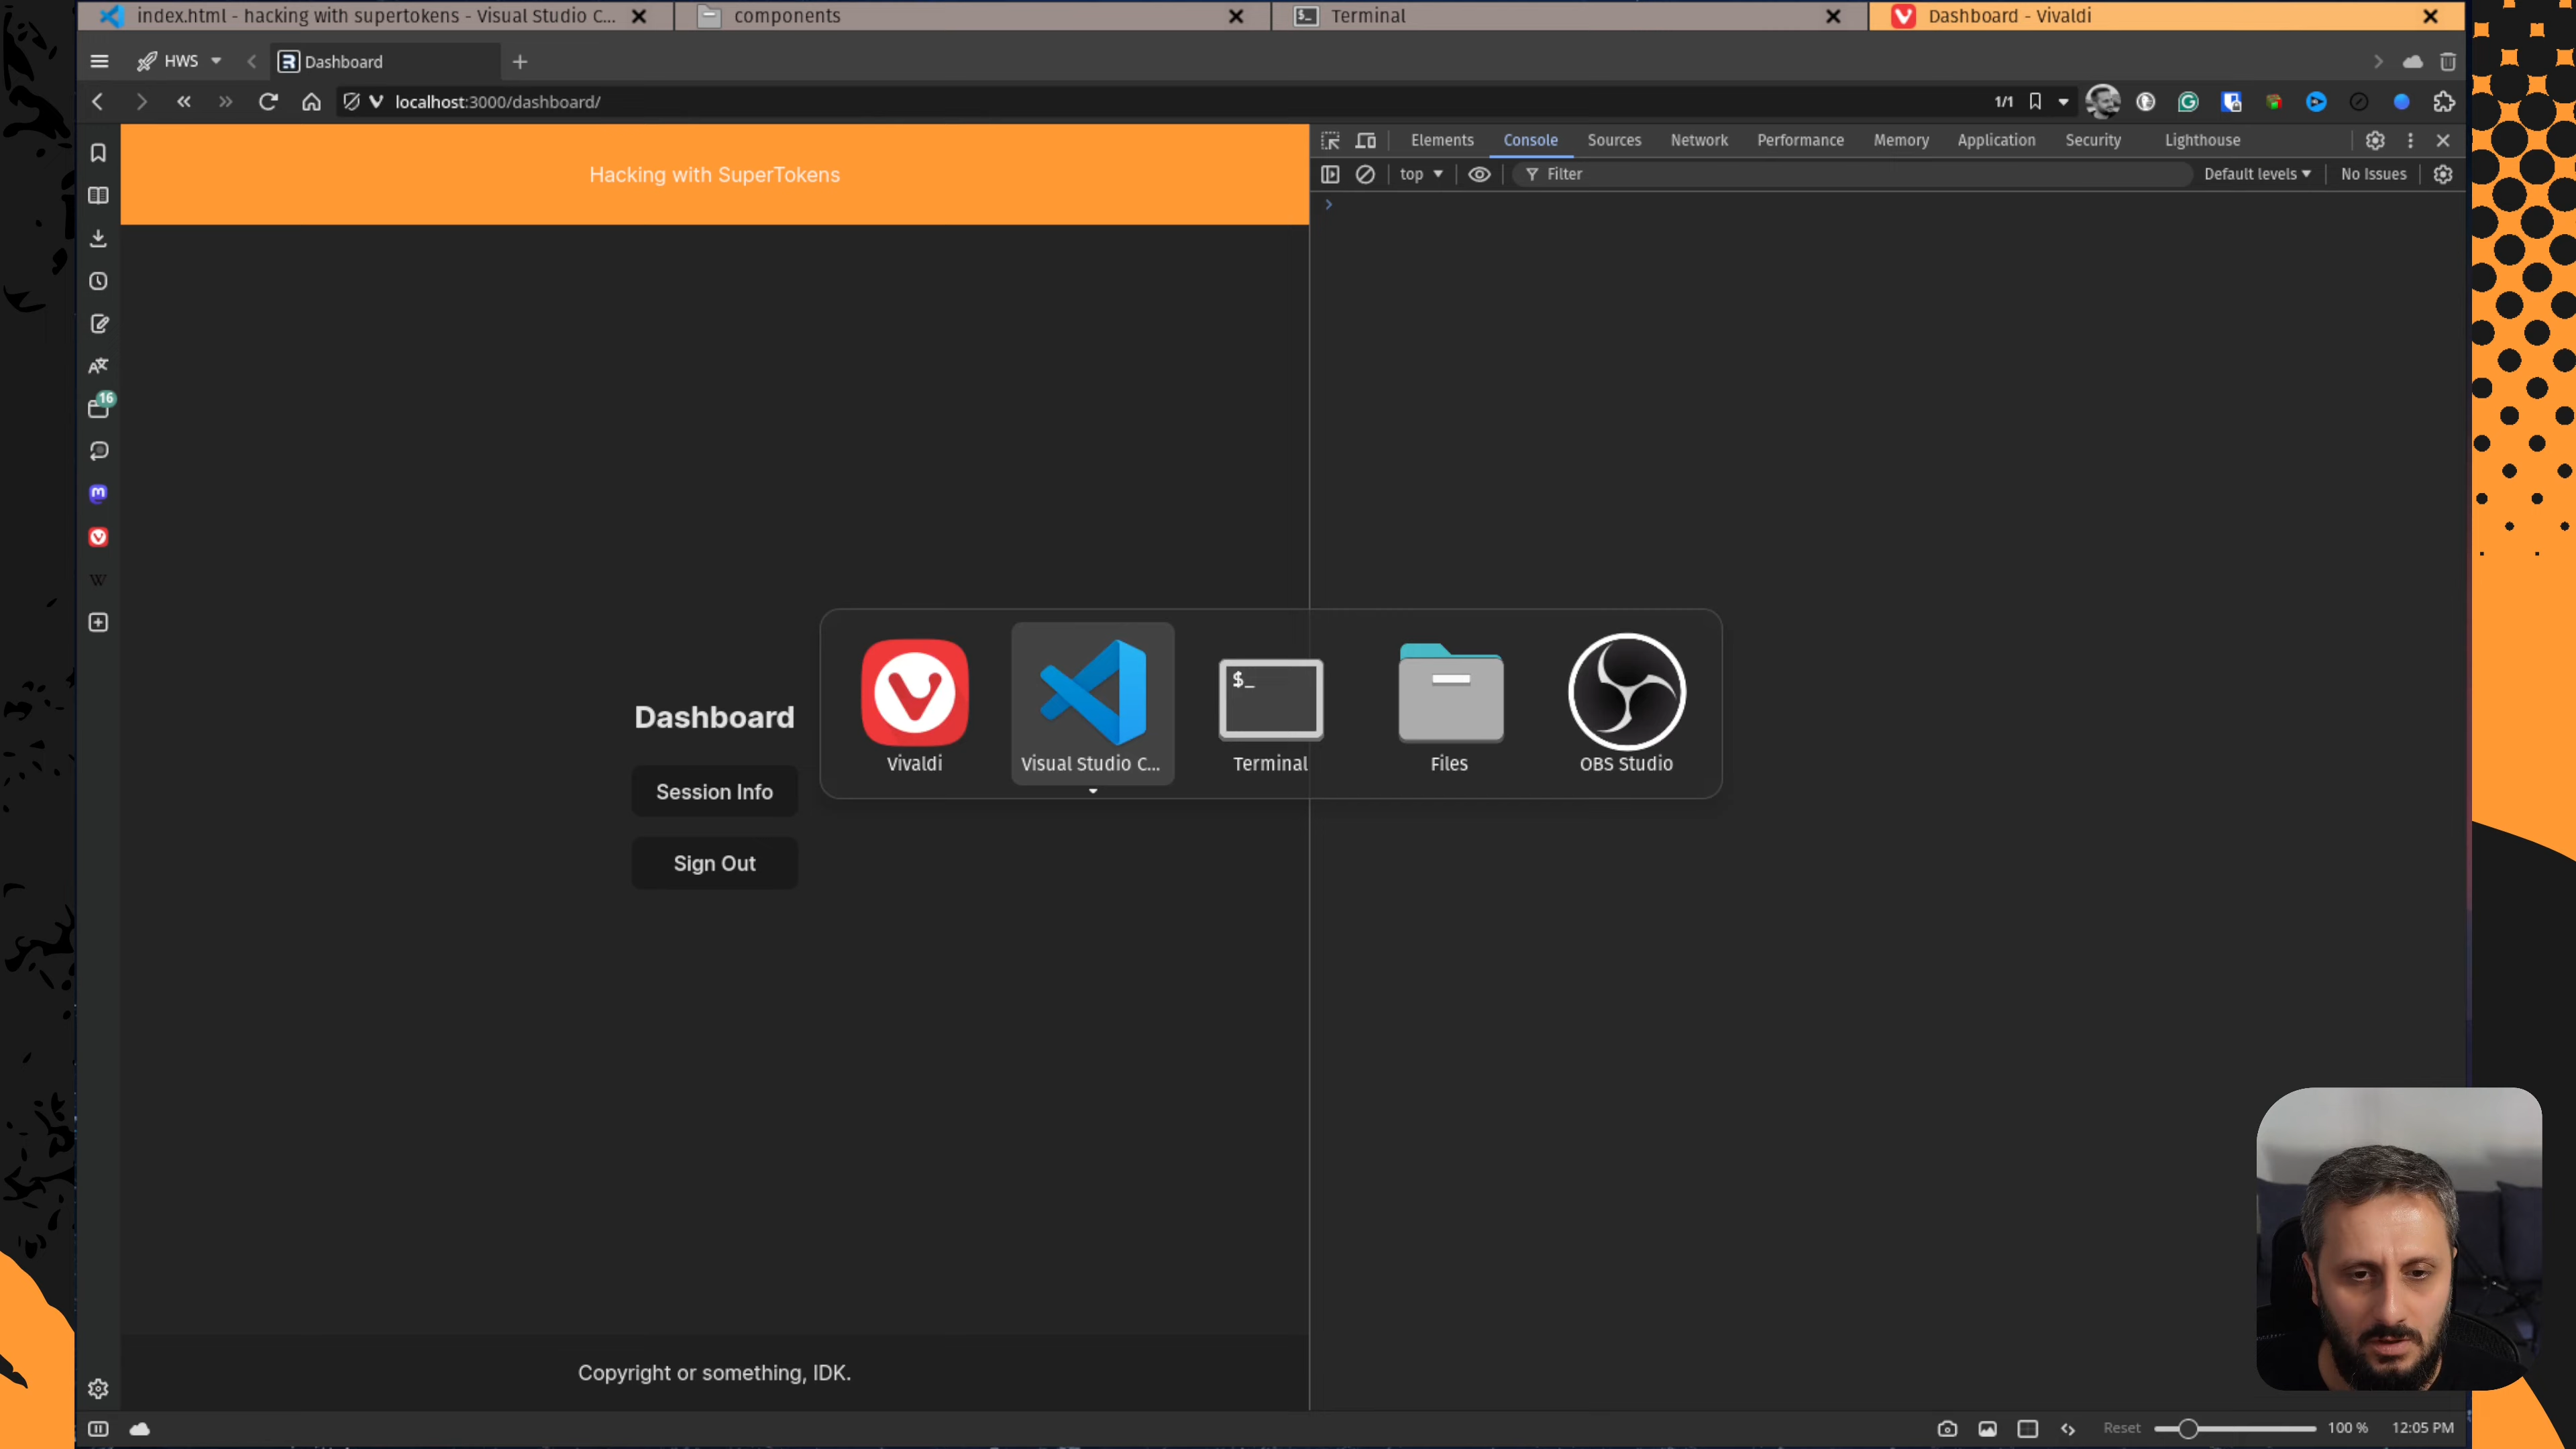 index.html - hacking with supertokens - Visual Studio C...
components
Terminal
Dashboard - Vivaldi
HWS
Dashboard
localhost:3000/dashboard/
1/1
Hacking with SuperTokens
Elements
Console
Sources
Network
Performance
Memory
Application
Security
Lighthouse
top
Filter
Default levels
No Issues
16
W
$_
Vivaldi
Visual Studio C...
Terminal
Files
OBS Studio
Dashboard
Session Info
Sign Out
Copyright or something, IDK.
Reset
100 %
12:05 PM